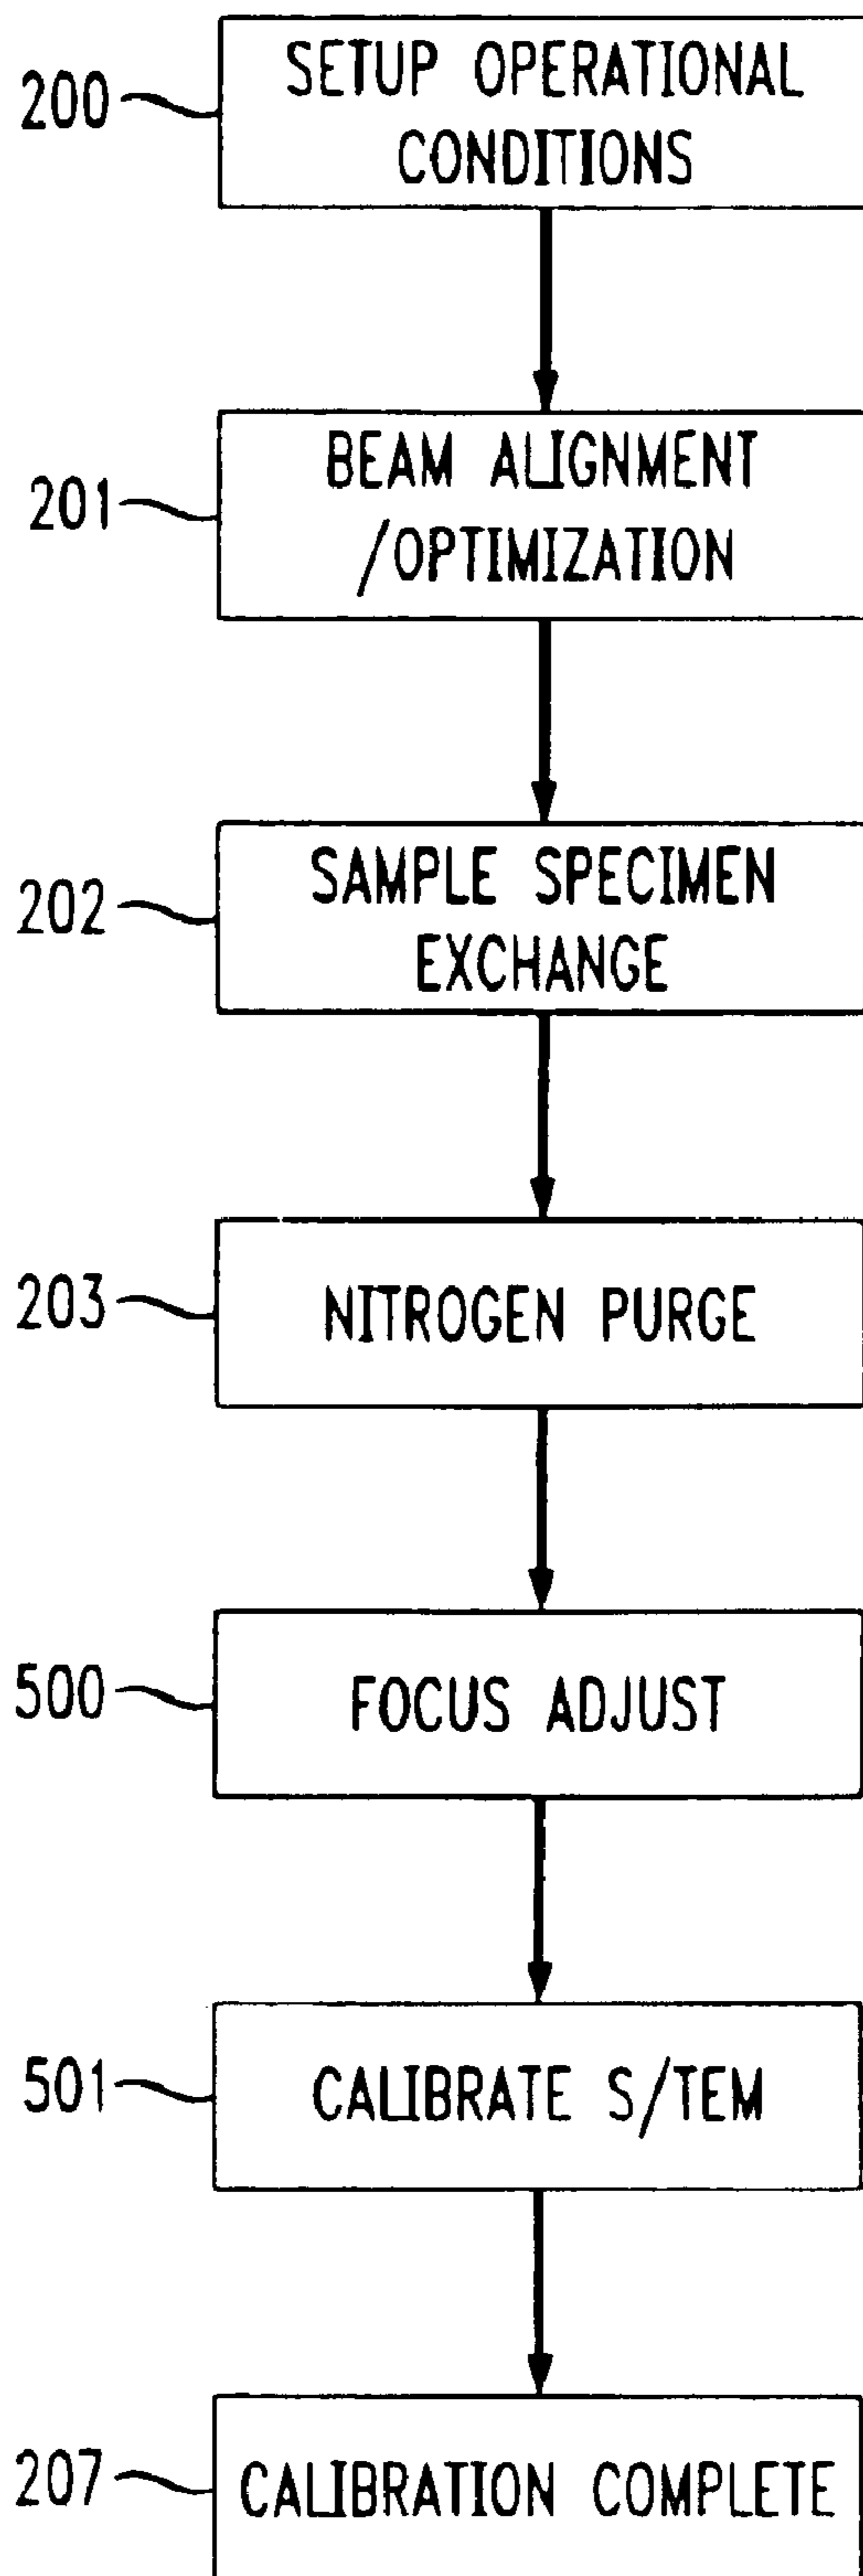 200
SETUP OPERATIONAL
CONDITIONS
201
BEAM ALIGNMENT
/OPTIMIZATION
202
SAMPLE SPECIMEN
EXCHANGE
203
NITROGEN PURGE
500
FOCUS ADJUST
501
CALIBRATE S/TEM
207
CALIBRATION COMPLETE